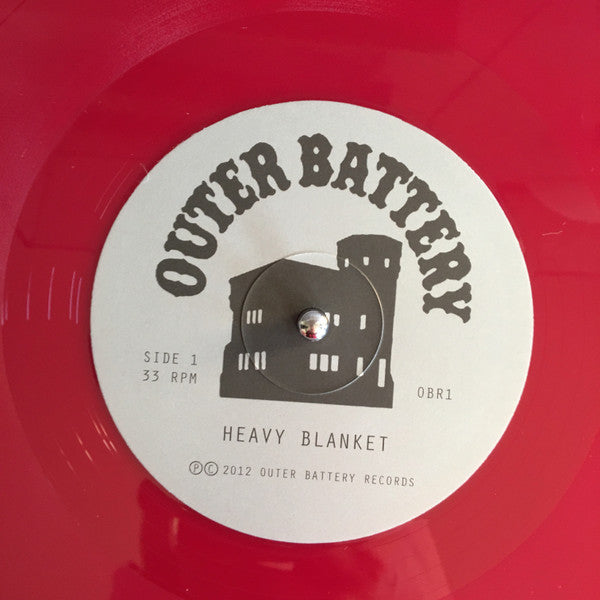 OUTER BATTERY
SIDE 1
33 RPM
OBR1
HEAVY BLANKET
℗© 2012 OUTER BATTERY RECORDS